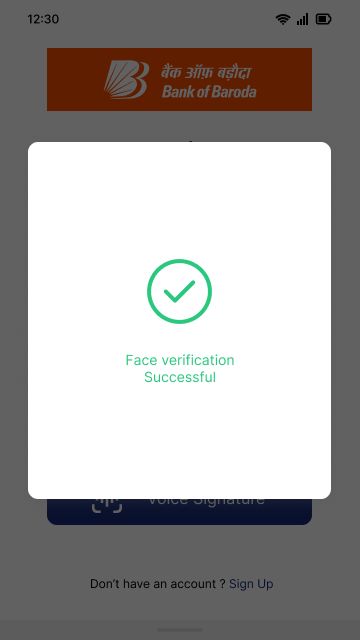 12:30
बैंक ऑफ़ बड़ौदा
Bank of Baroda
Face verification
Successful
Voice Signature
Don't have an account ? Sign Up